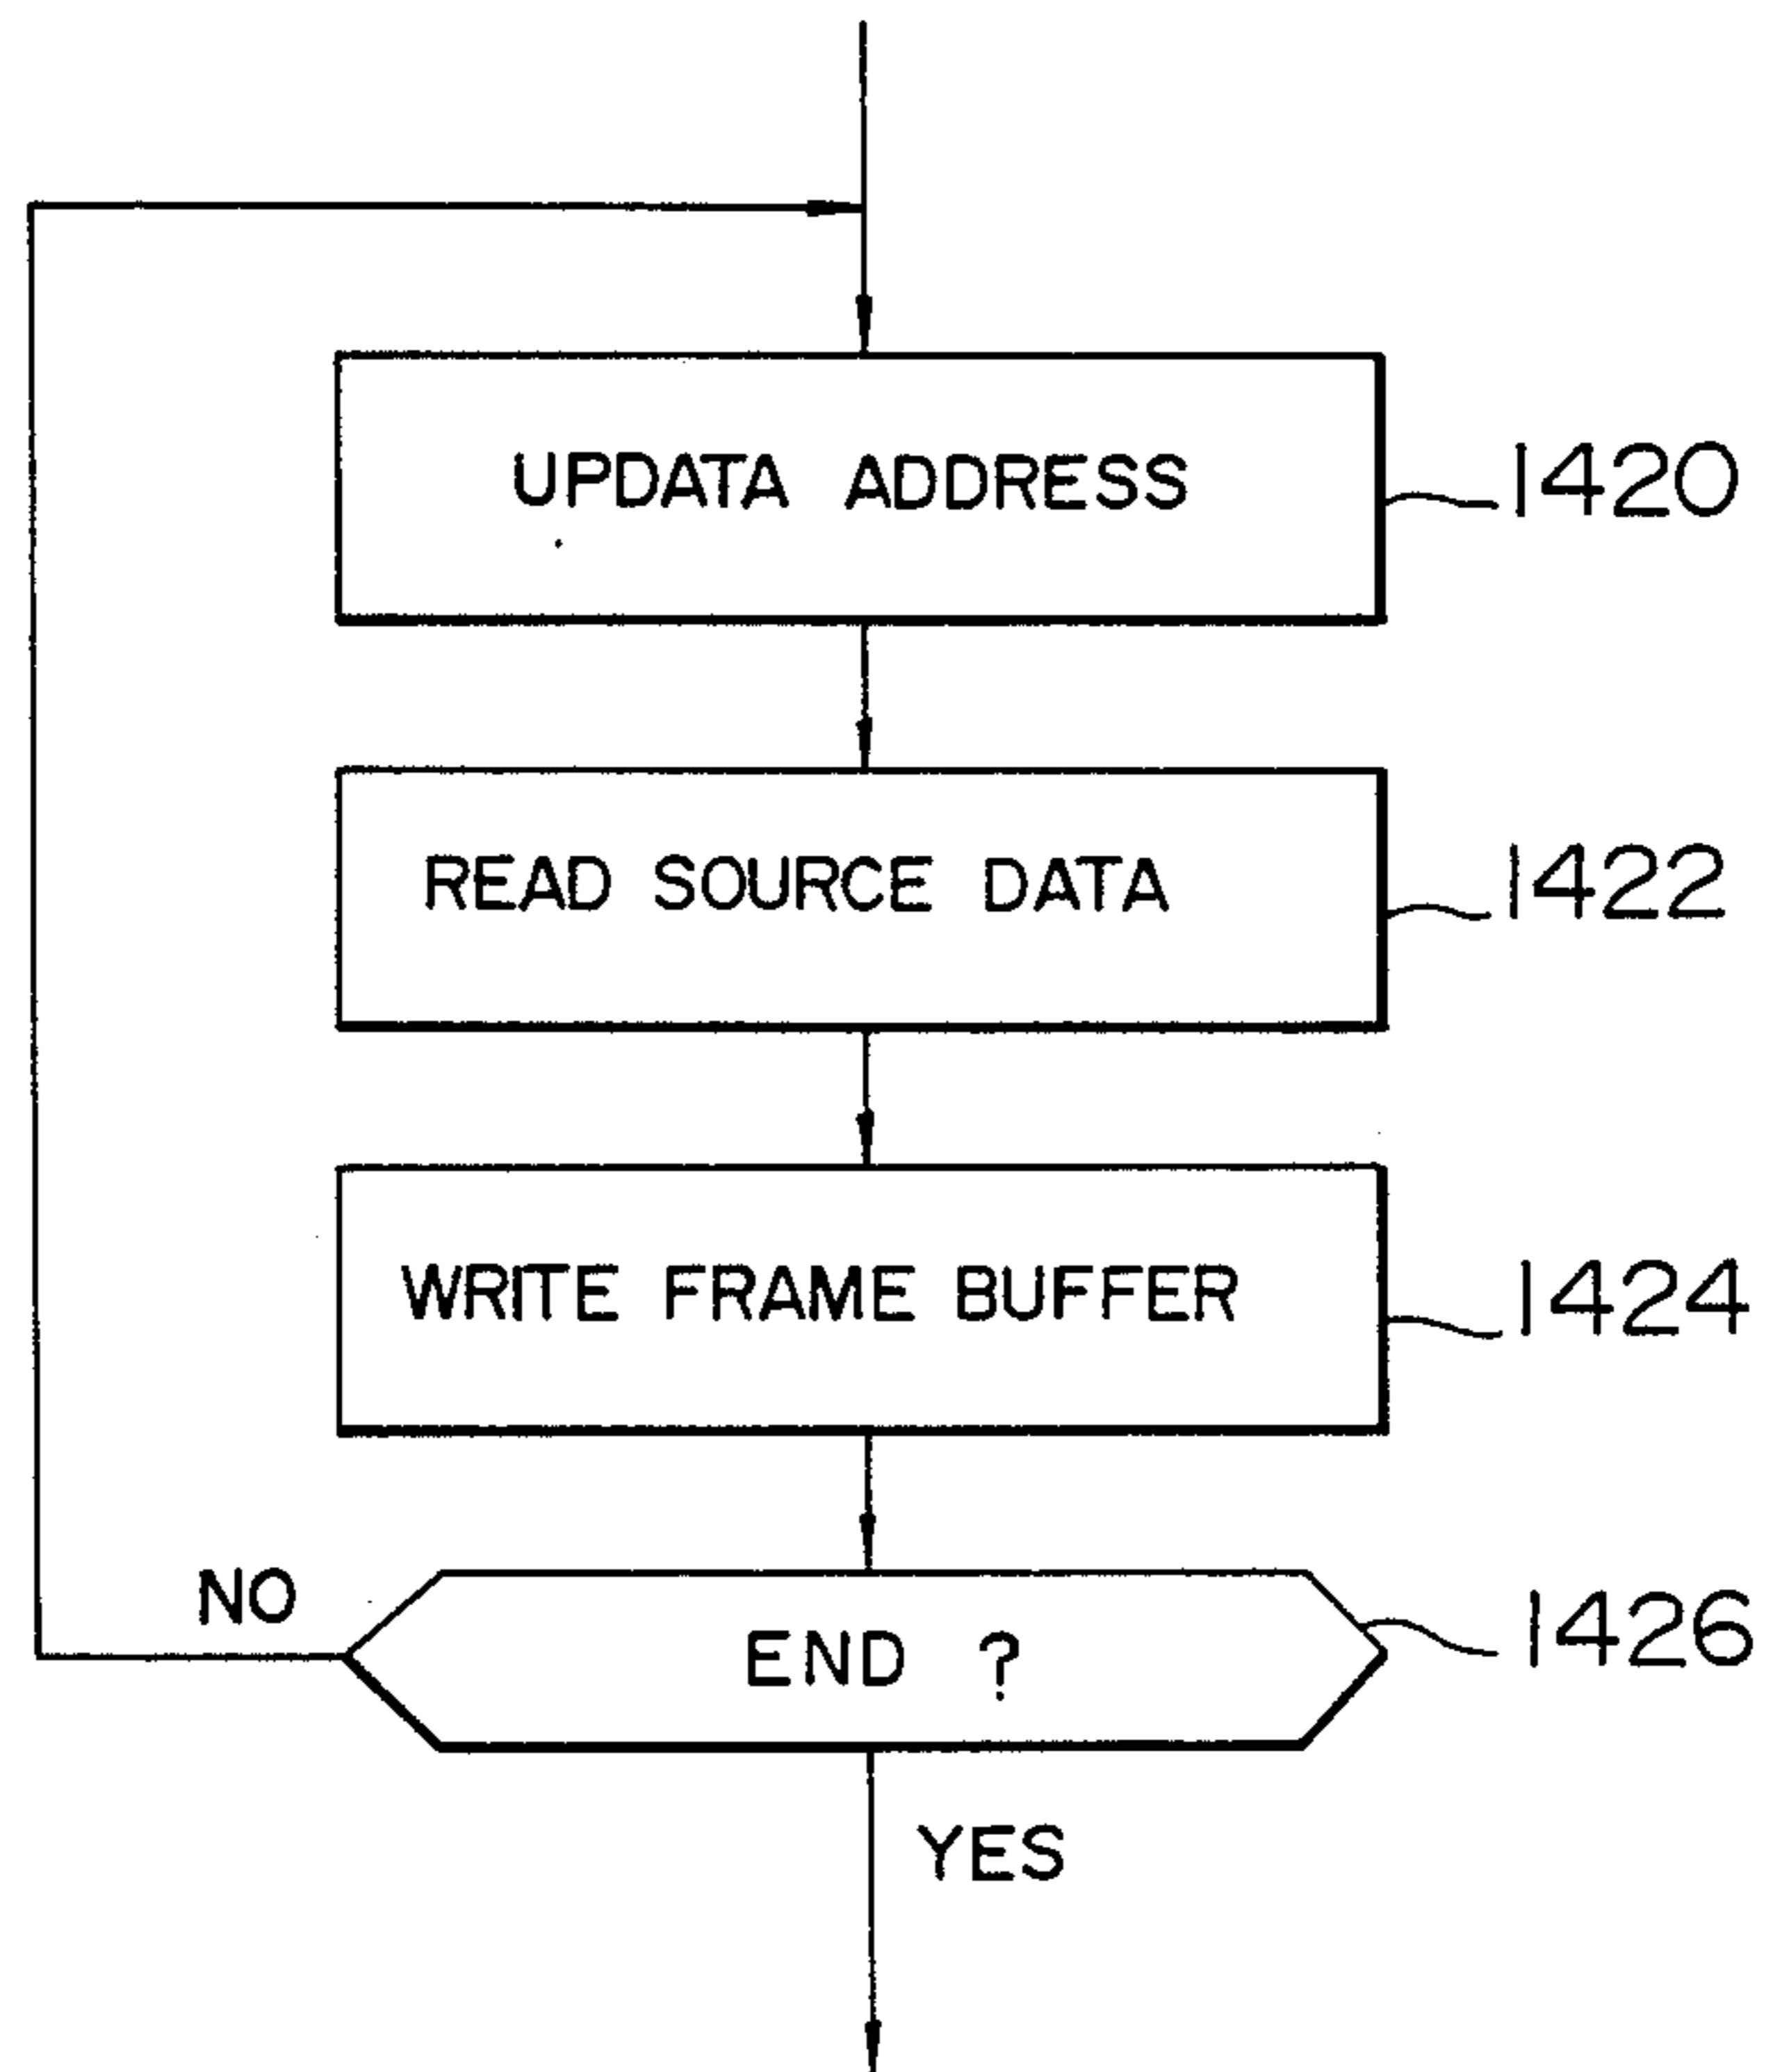 UPDATA ADDRESS
1420
READ SOURCE DATA
1422
WRITE FRAME BUFFER
1424
NO
END ?
1426
YES